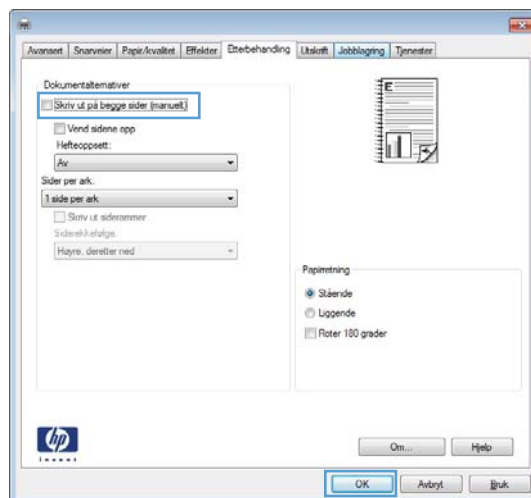 Avansert Snarveier Papir/kvalitet Effekter Etterbehandling Utskrift Jobblagring Tjenester
Dokumentalternativer
Skriv ut på begge sider (manuelt)
Vend sidene opp
Hefteoppsett:
Av
Sider per ark:
1 side per ark
Skriv ut siderammer
Siderekkefølge:
Høyre, deretter ned
E
Papirretning
Stående
Liggende
Roter 180 grader
hp
invent
Om... Hjelp
OK Avbryt Bruk